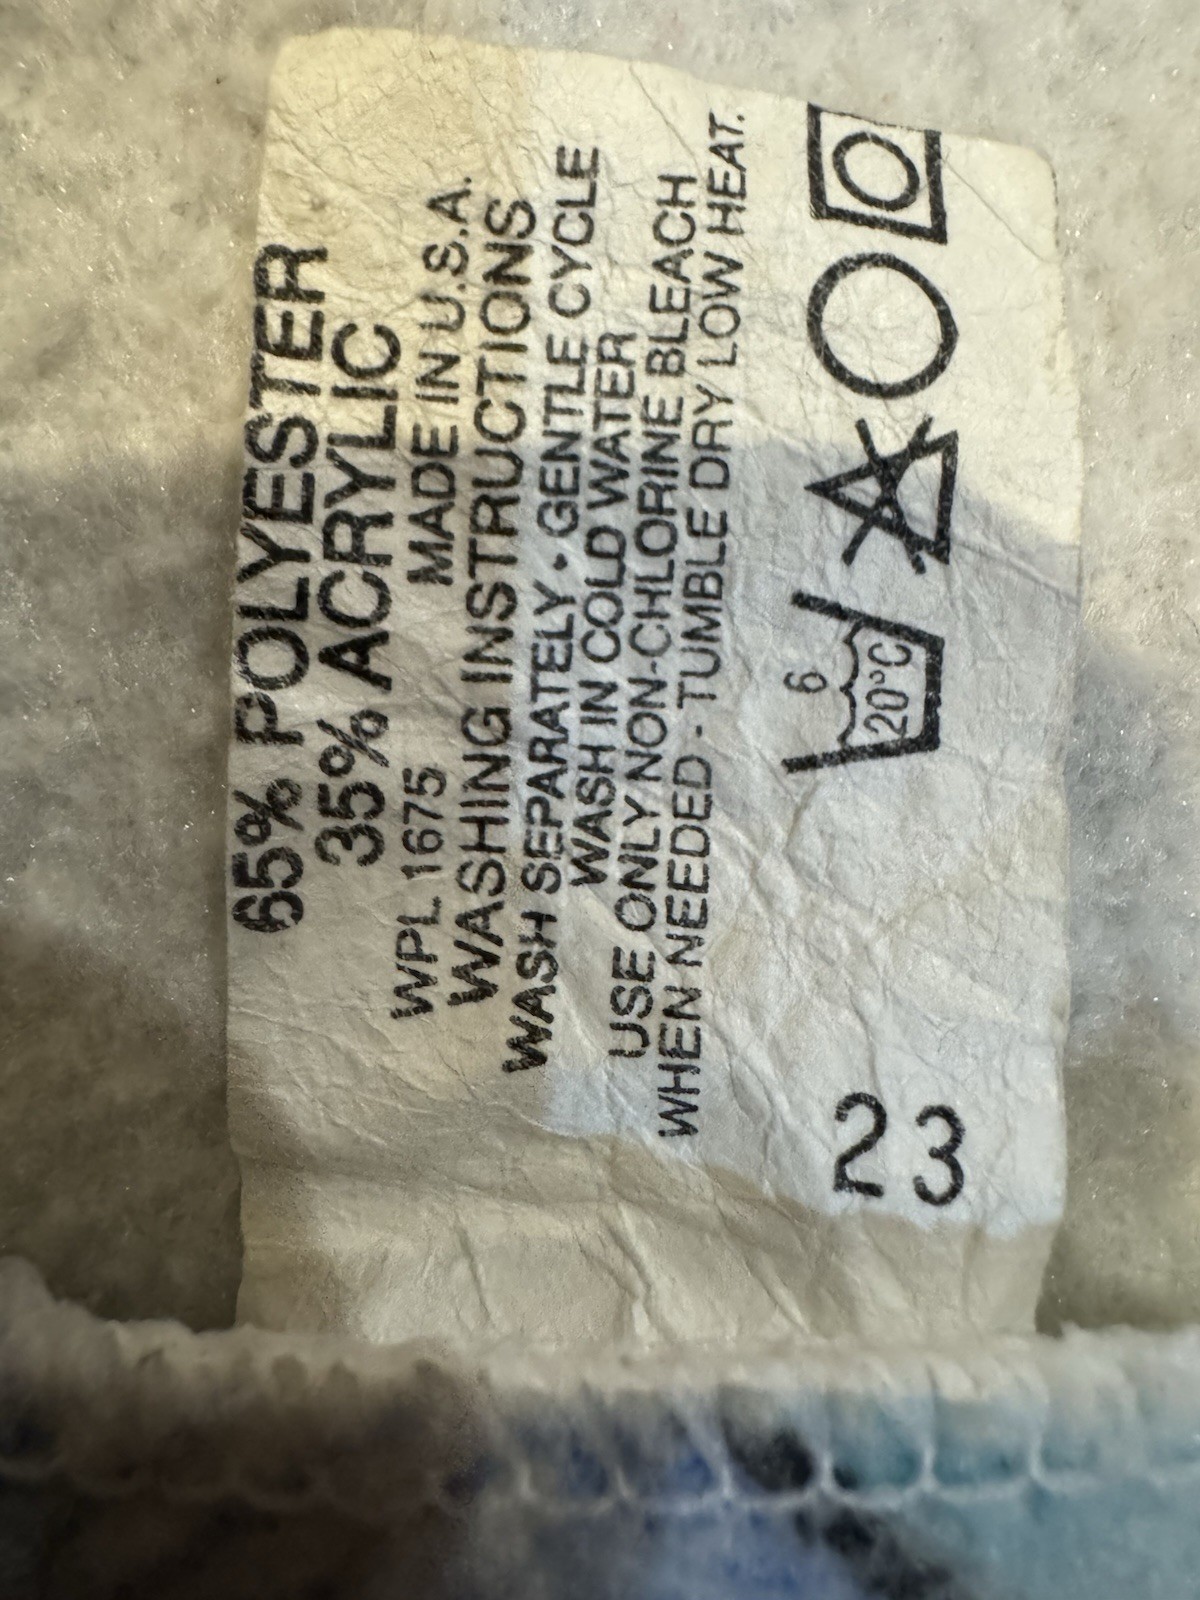 65% POLYESTER
35% ACRYLIC
WPL 1675 MADE IN U.S.A.
WASHING INSTRUCTIONS
WASH SEPARATELY • GENTLE CYCLE
WASH IN COLD WATER
USE ONLY NON-CHLORINE BLEACH
WHEN NEEDED - TUMBLE DRY LOW HEAT.
6
20°C
23